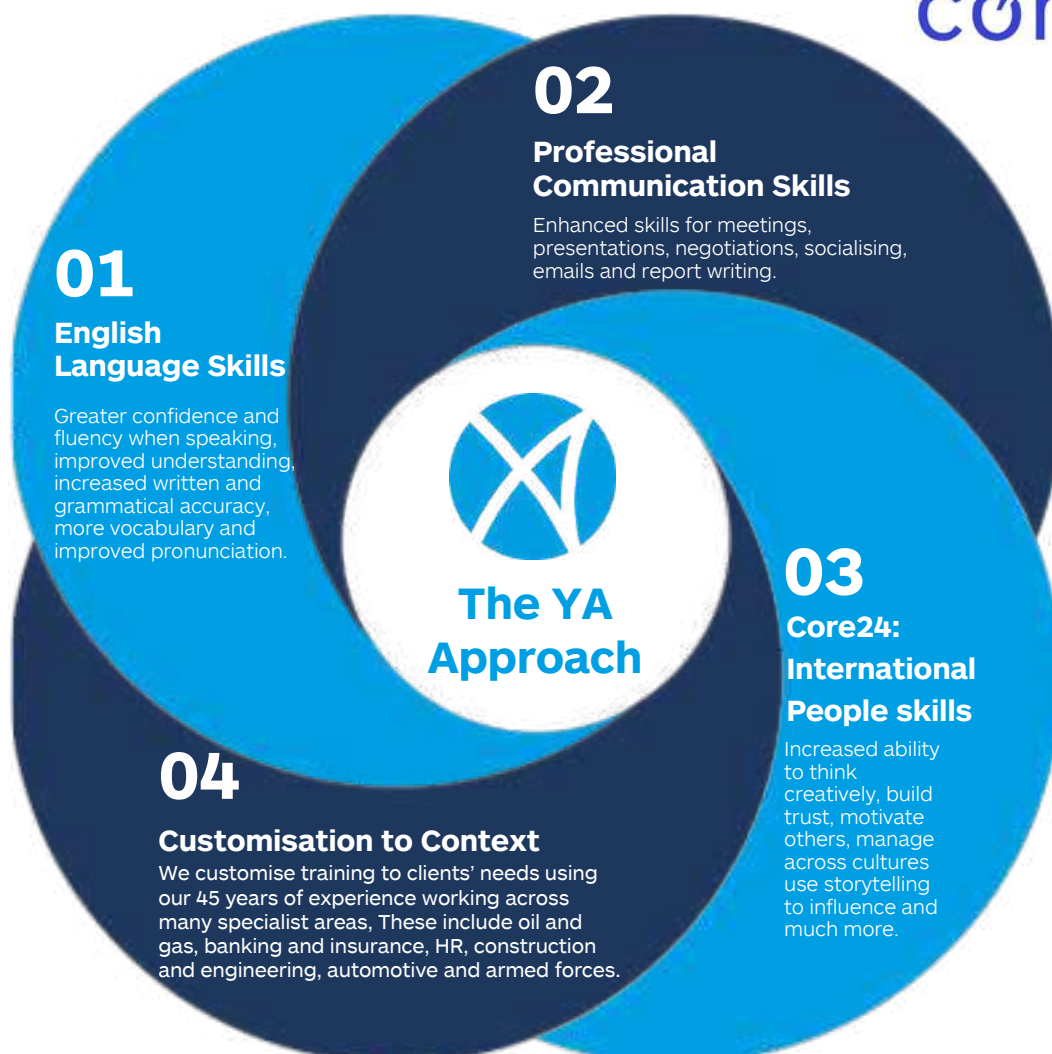 01
English
Language Skills
Greater confidence and
fluency when speaking,
improved understanding,
increased written and
grammatical accuracy,
more vocabulary and
improved pronunciation.
02
Professional
Communication Skills
Enhanced skills for meetings,
presentations, negotiations, socialising,
emails and report writing.
The YA
Approach
03
Core24:
International
People skills
Increased ability
to think
creatively, build
trust, motivate
others, manage
across cultures
use storytelling
to influence and
much more.
04
Customisation to Context
We customise training to clients’ needs using
our 45 years of experience working across
many specialist areas, These include oil and
gas, banking and insurance, HR, construction
and engineering, automotive and armed forces.